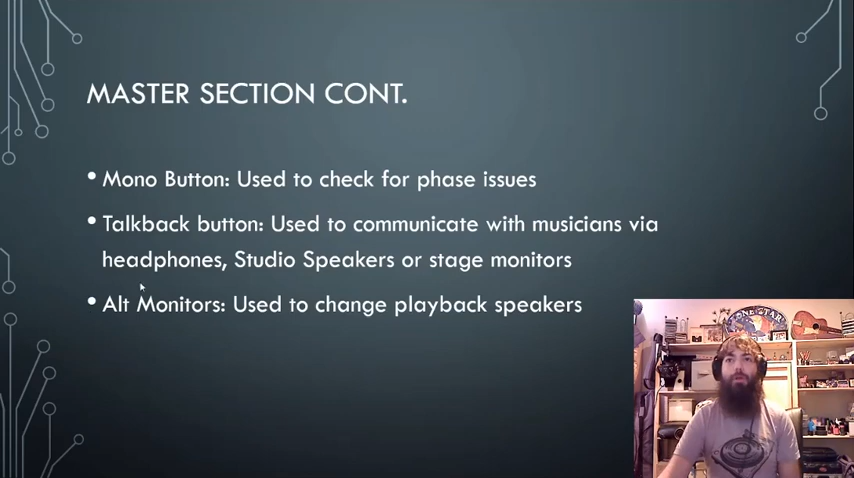 MASTER SECTION CONT.
• Mono Button: Used to check for phase issues
• Talkback button: Used to communicate with musicians via
headphones, Studio Speakers or stage monitors
• Alt Monitors: Used to change playback speakers